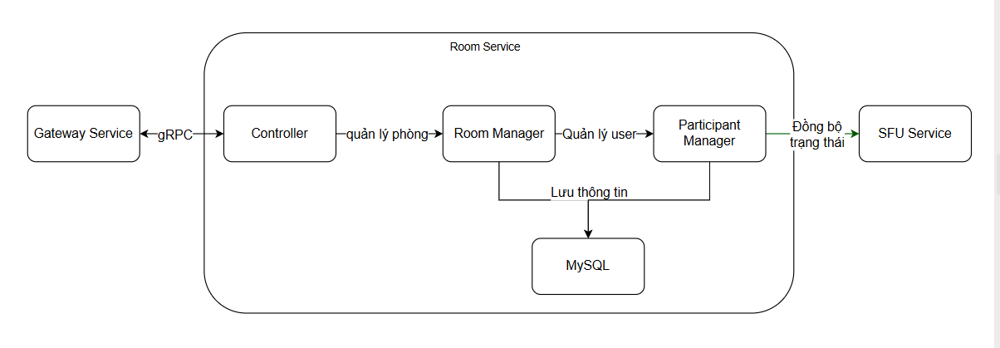 Room Service
Gateway Service
gRPC
Controller
quản lý phòng
Room Manager
Quản lý user
Participant
Manager
Đồng bộ
trạng thái
SFU Service
Lưu thông tin
MySQL